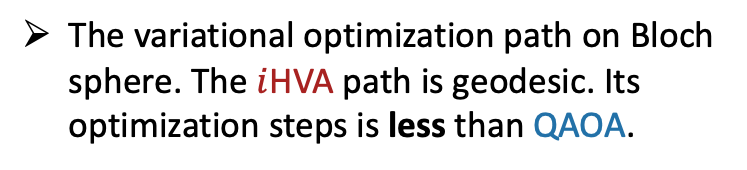 ➢ The variational optimization path on Bloch
sphere. The iHVA path is geodesic. Its
optimization steps is less than QAOA.